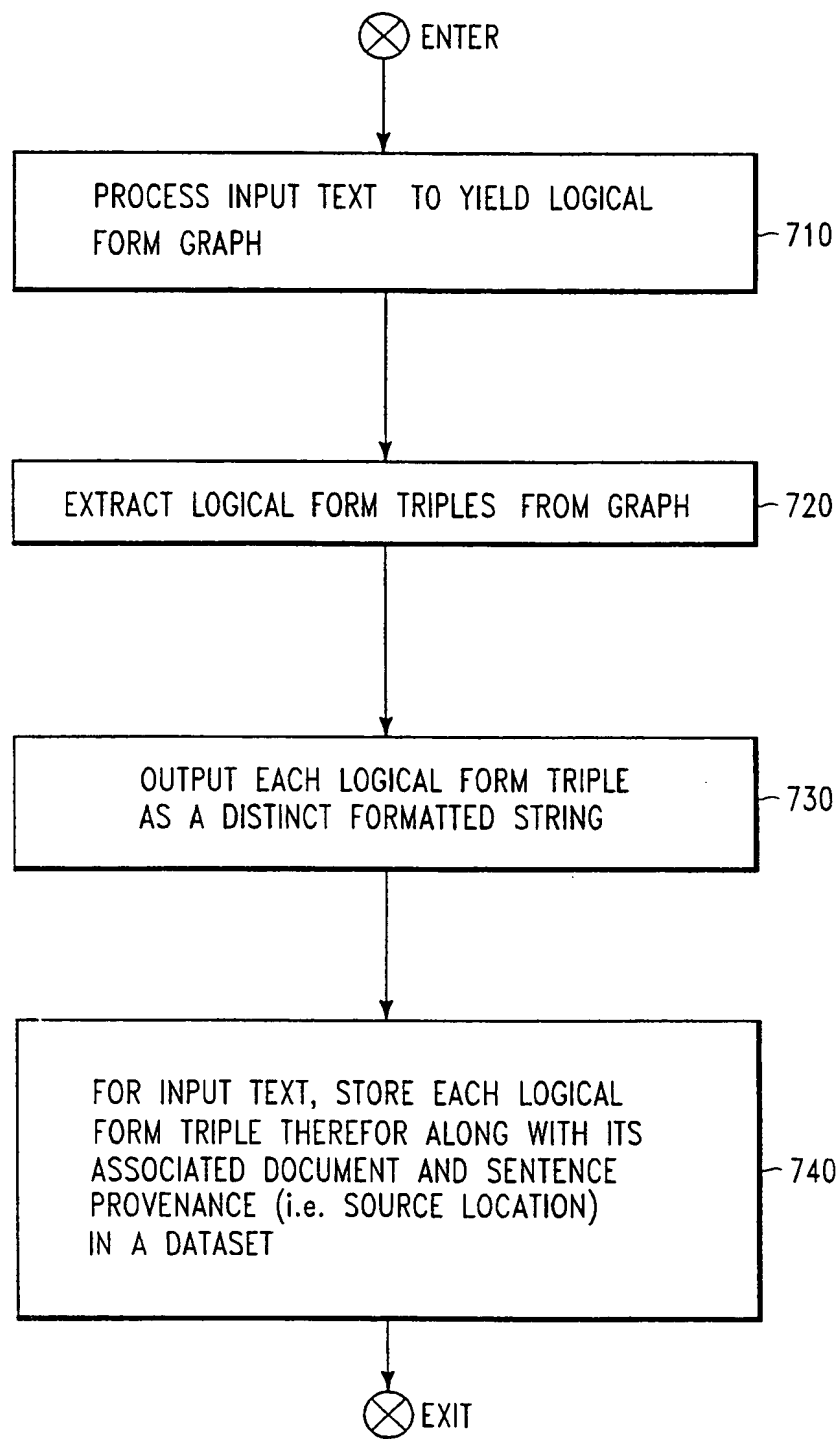 ENTER
PROCESS INPUT TEXT TO YIELD LOGICAL
FORM GRAPH
710
EXTRACT LOGICAL FORM TRIPLES FROM GRAPH
720
OUTPUT EACH LOGICAL FORM TRIPLE
AS A DISTINCT FORMATTED STRING
730
FOR INPUT TEXT, STORE EACH LOGICAL
FORM TRIPLE THEREFOR ALONG WITH ITS
ASSOCIATED DOCUMENT AND SENTENCE
PROVENANCE (i.e. SOURCE LOCATION)
IN A DATASET
740
EXIT